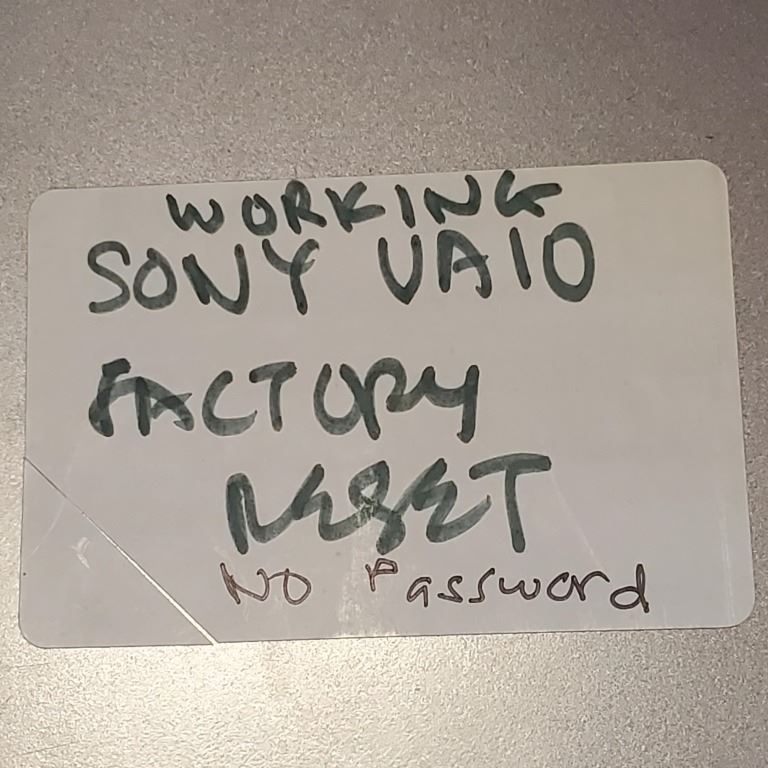 WORKING
SONY VAIO
FACTORY
RESET
NO Password